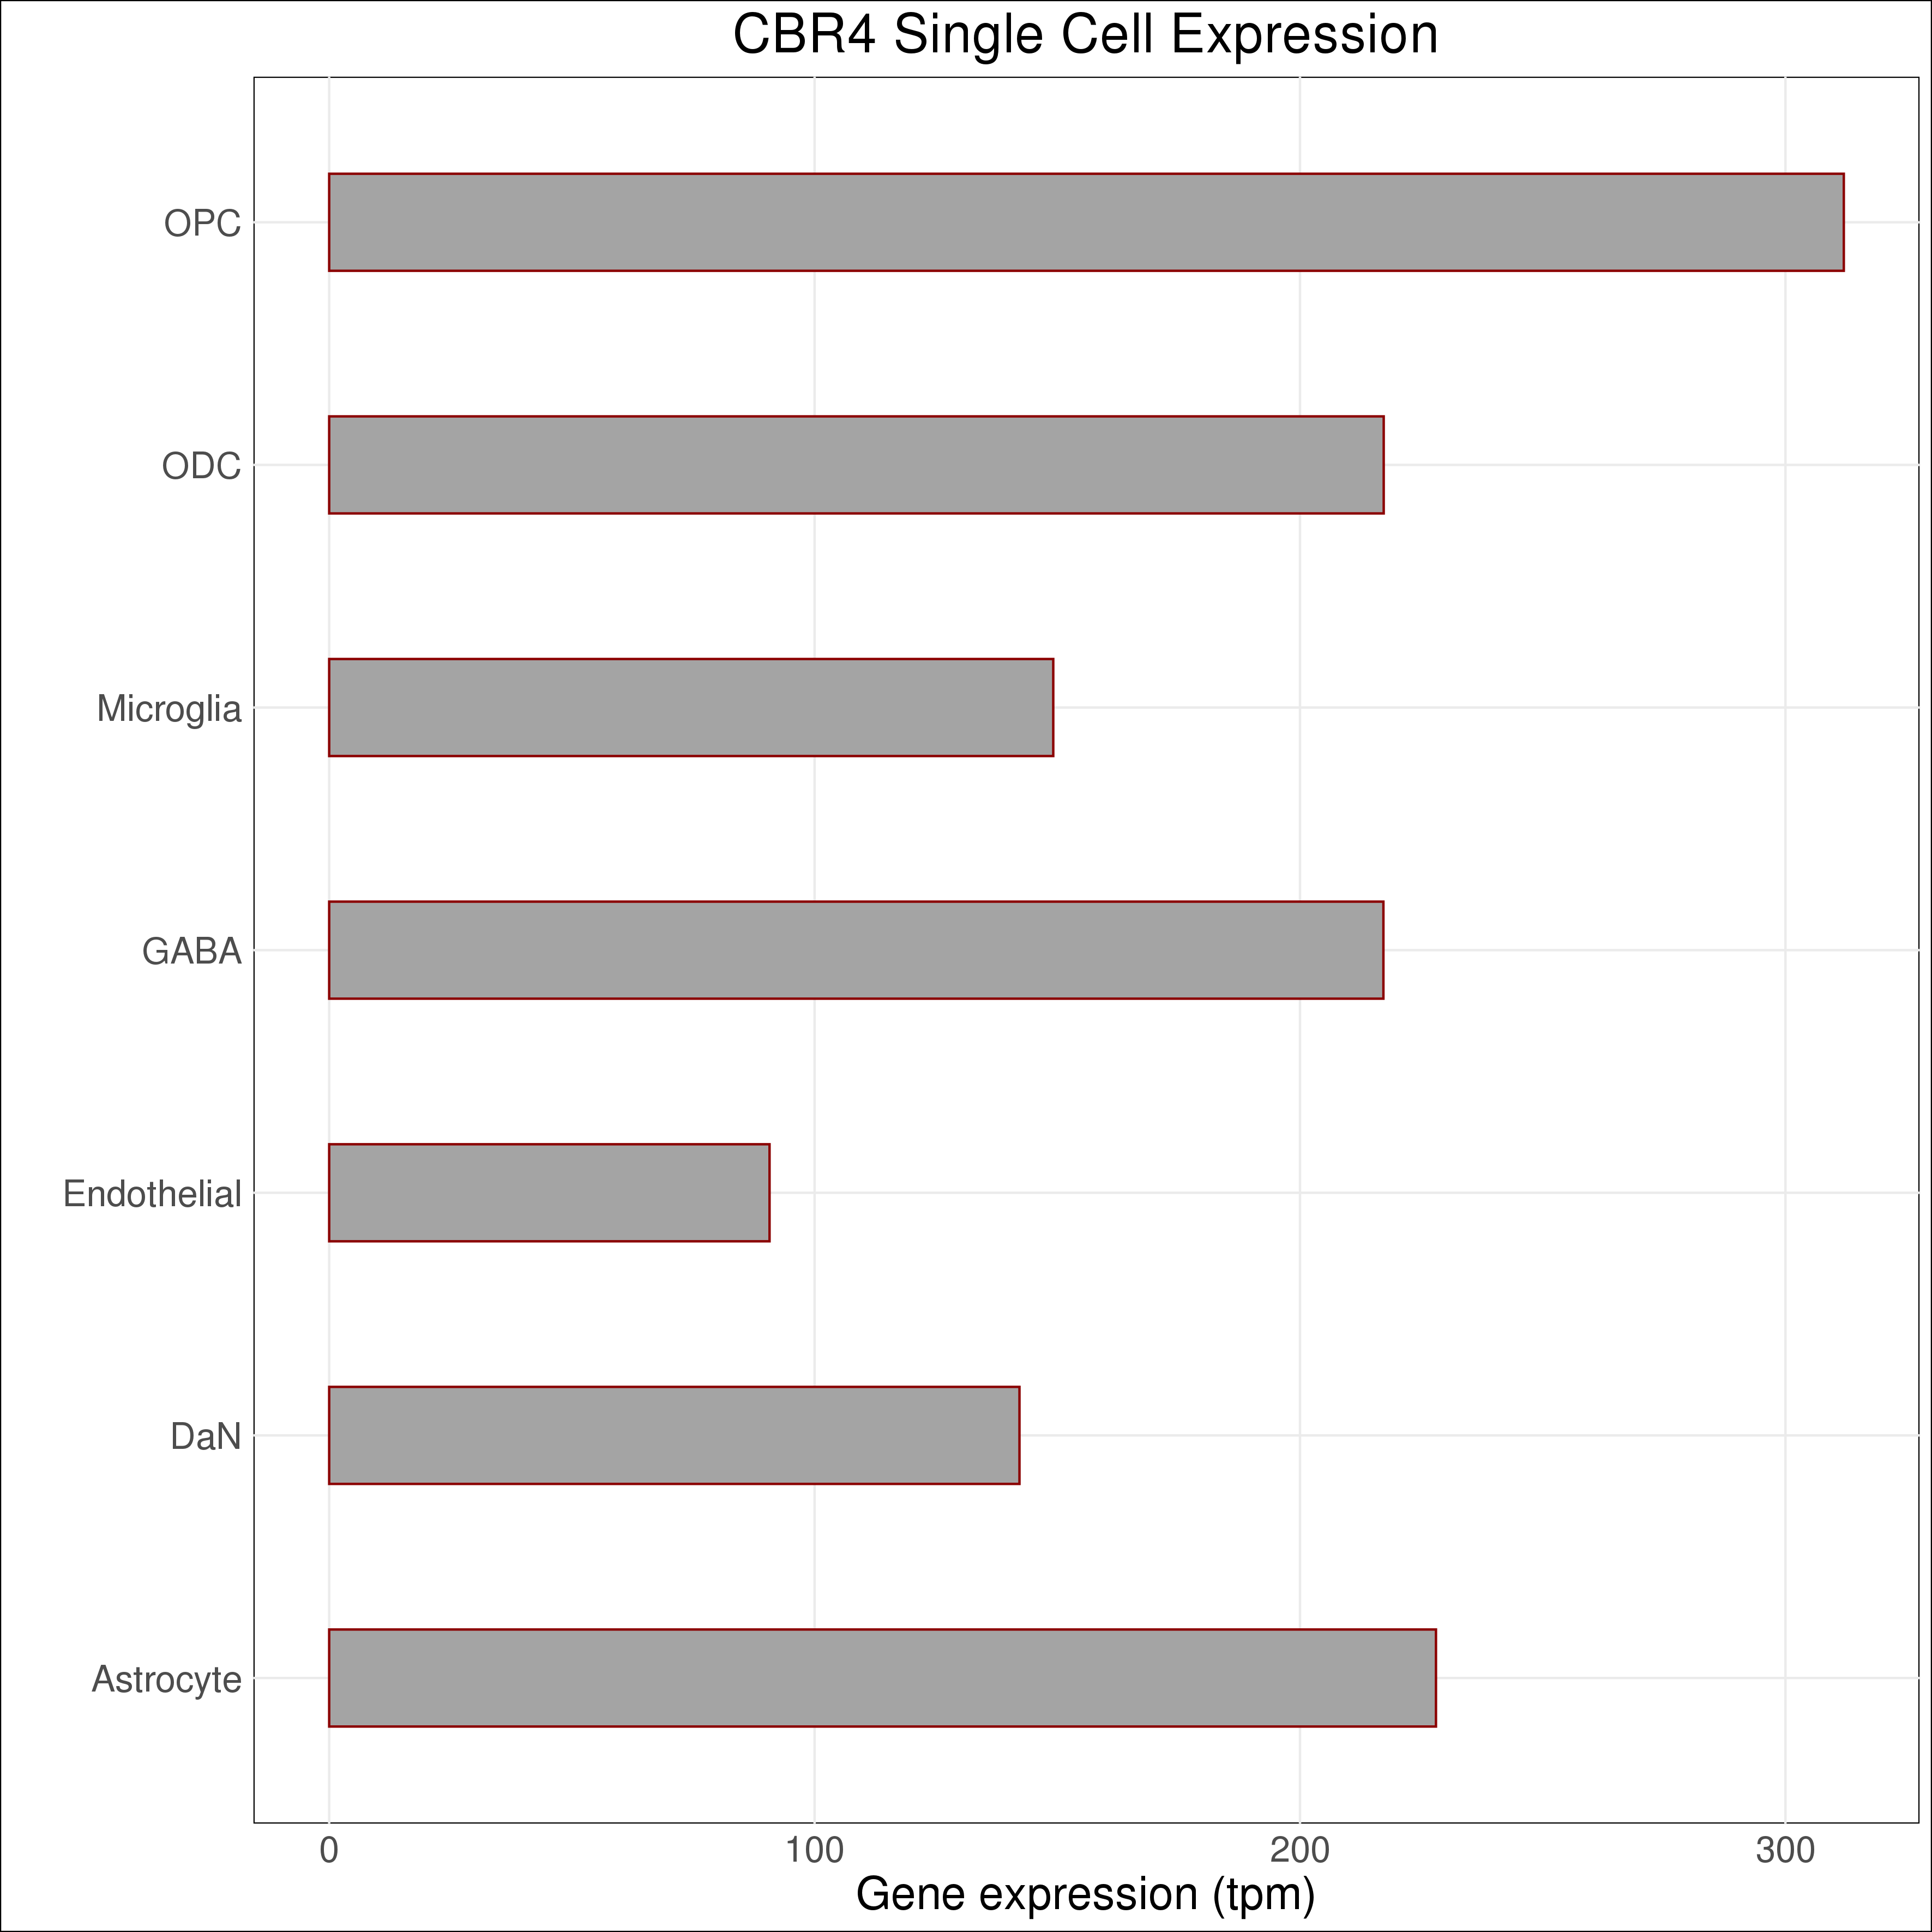 CBR4 Single Cell Expression
OPC
ODC
Microglia
GABA
Endothelial
DaN
Astrocyte
0 100 200 300
Gene expression (tpm)